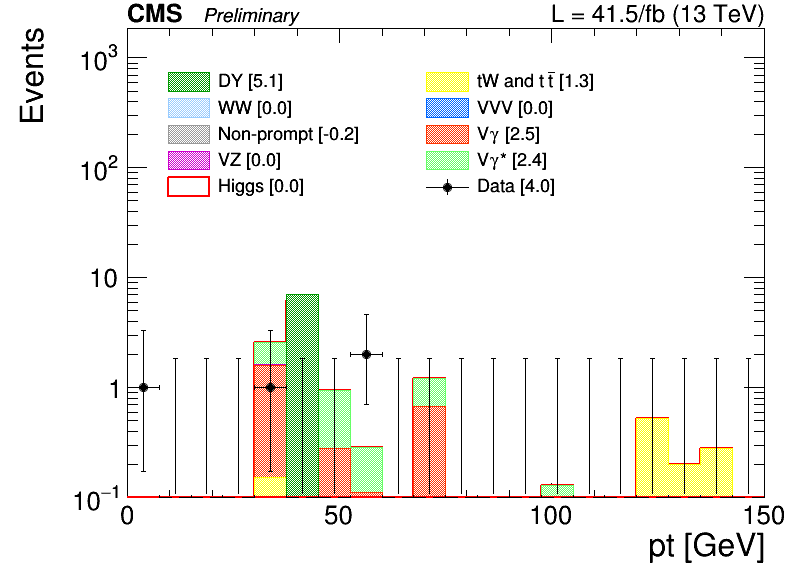 CMS Preliminary L = 41.5/fb (13 TeV)
Events
10³
10²
10
1
10⁻¹
DY [5.1]
WW [0.0]
Non-prompt [-0.2]
VZ [0.0]
Higgs [0.0]
tW and tt̄ [1.3]
VVV [0.0]
Vγ [2.5]
Vγ* [2.4]
Data [4.0]
0 50 100 150
pt [GeV]